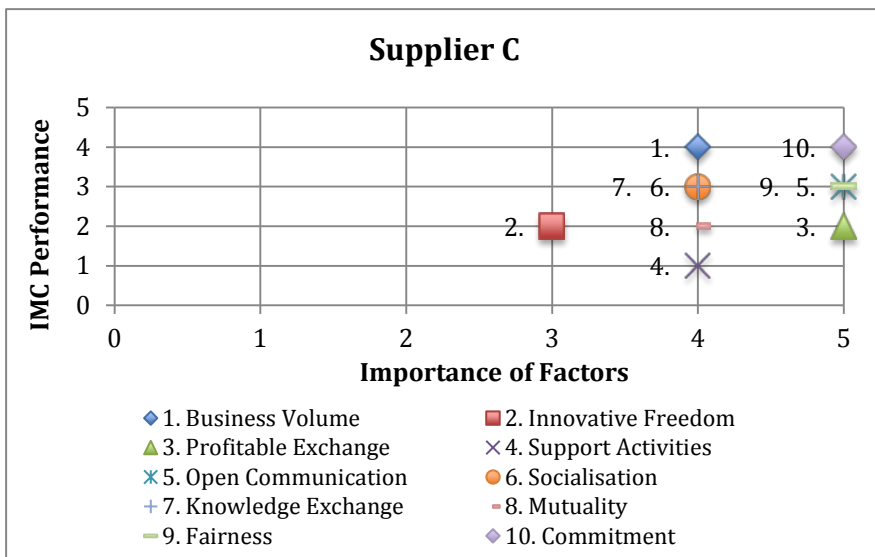 Supplier C
IMC Performance
5
4
3
2
1
0
1. 10.
7. 6. 9. 5.
2. 8. 3.
4.
0 1 2 3 4 5
Importance of Factors
1. Business Volume 2. Innovative Freedom
3. Profitable Exchange 4. Support Activities
5. Open Communication 6. Socialisation
7. Knowledge Exchange 8. Mutuality
9. Fairness 10. Commitment